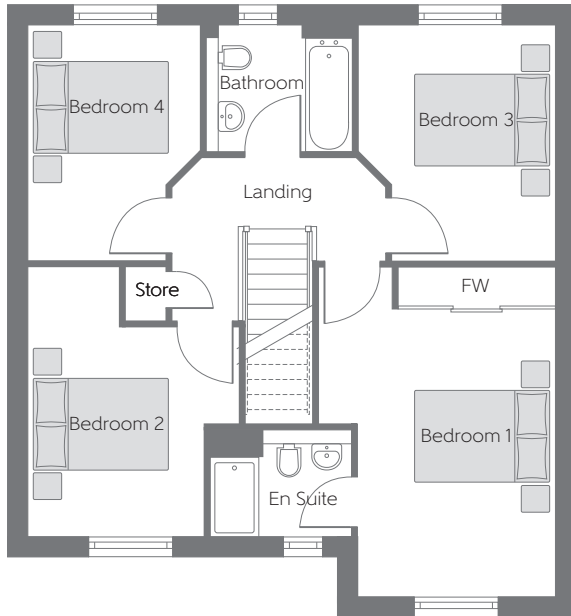 Bathroom
Bedroom 4
Bedroom 3
Landing
Store
FW
Bedroom 2
Bedroom 1
En Suite